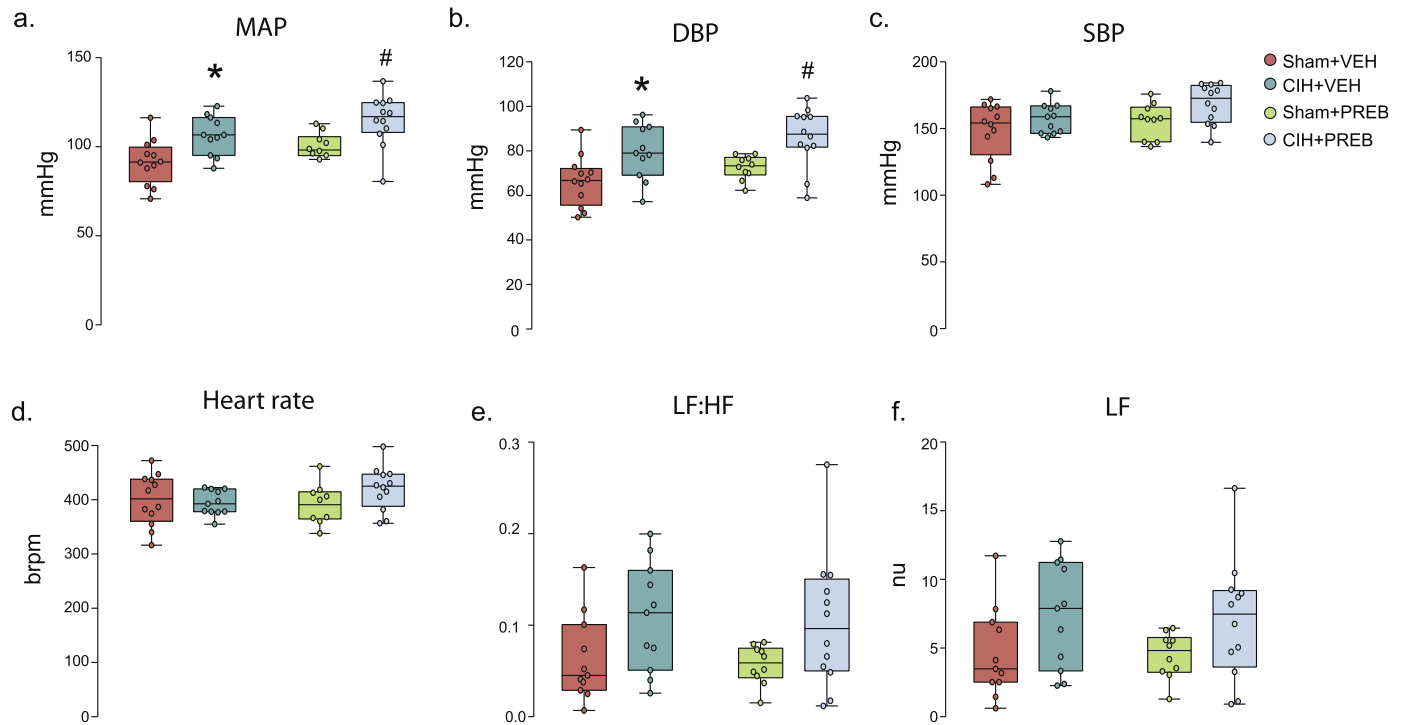 a.
MAP
150
100
50
0
mmHg
*
#
b.
DBP
120
100
80
60
40
20
0
mmHg
*
#
c.
SBP
200
150
100
50
0
mmHg
Sham+VEH
CIH+VEH
Sham+PREB
CIH+PREB
d.
Heart rate
500
400
300
200
100
0
brpm
e.
LF:HF
0.3
0.2
0.1
0.0
f.
LF
20
15
10
5
0
nu